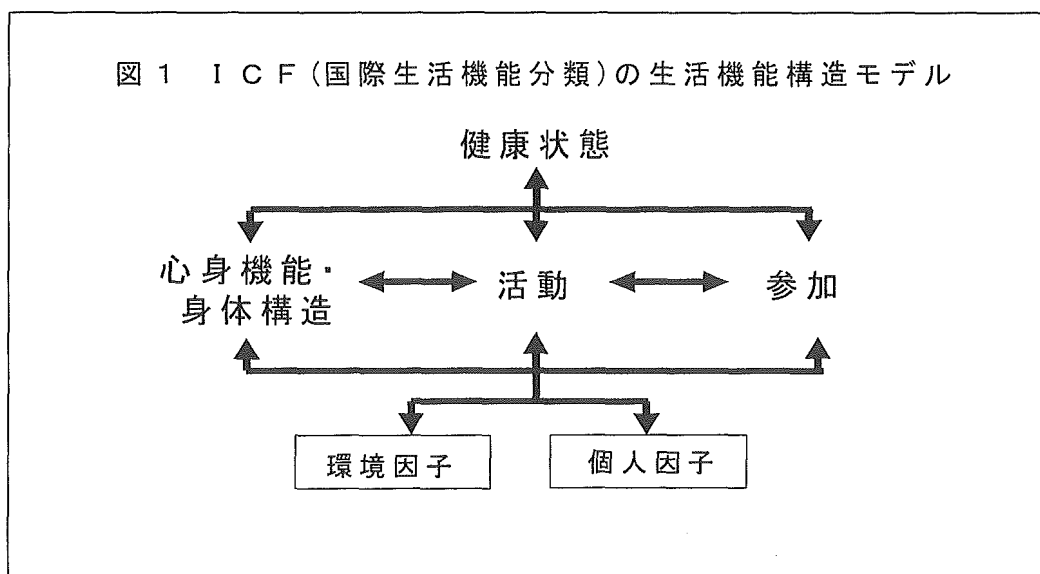 図1 ICF(国際生活機能分類)の生活機能構造モデル
健康状態
心身機能・
身体構造
活動
参加
環境因子
個人因子